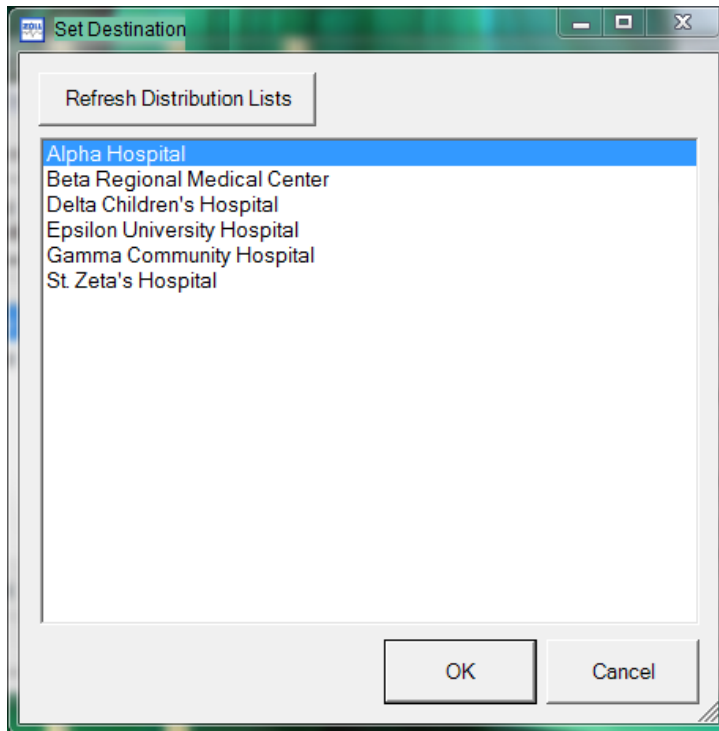 ZOLL Set Destination
Refresh Distribution Lists
Alpha Hospital
Beta Regional Medical Center
Delta Children's Hospital
Epsilon University Hospital
Gamma Community Hospital
St. Zeta's Hospital
OK Cancel